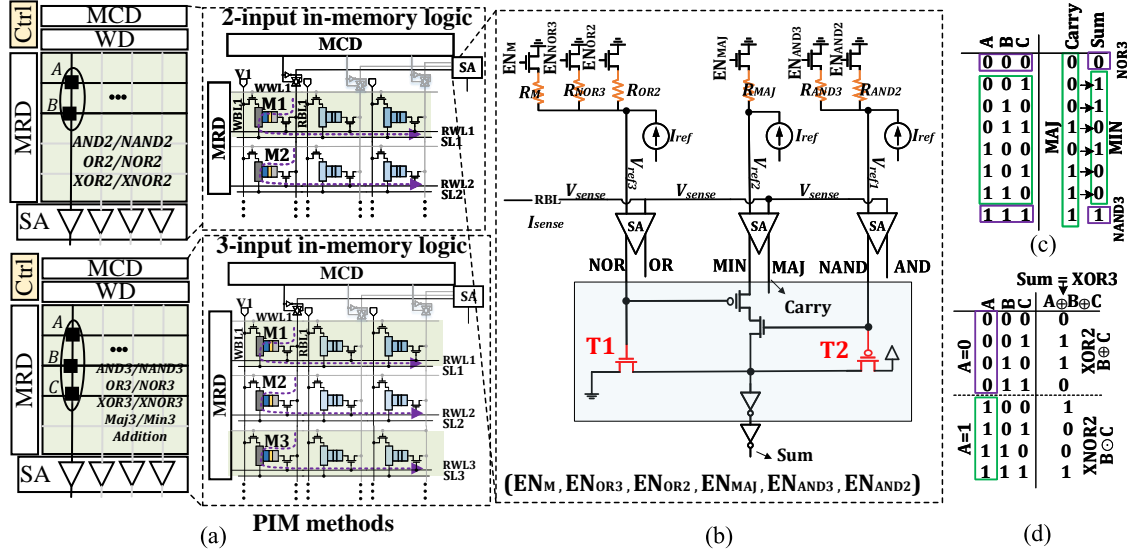 Ctrl
MCD
WD
A
B
•••
MRD
AND2/NAND2
OR2/NOR2
XOR2/XNOR2
SA
Ctrl
MCD
WD
A
B
C
•••
MRD
AND3/NAND3
OR3/NOR3
XOR3/XNOR3
Maj3/Min3
Addition
SA
2-input in-memory logic
MCD
SA
V1
WWL1
WBL1
RBL1
M1
MRD
RWL1
SL1
M2
RWL2
SL2
3-input in-memory logic
MCD
SA
V1
WWL1
WBL1
RBL1
M1
MRD
RWL1
SL1
M2
RWL2
SL2
M3
RWL3
SL3
PIM methods
(a)
ENM
ENNOR3
ENOR2
ENMAJ
ENAND3
ENAND2
RM
RNOR3
ROR2
RMAJ
RAND3
RAND2
Iref
Iref
Iref
Vref3
Vref2
Vref1
Vsense
Vsense
Vsense
RBL
Isense
SA
SA
SA
NOR
OR
MIN
MAJ
NAND
AND
Carry
T1
T2
Sum
(ENM, ENOR3, ENOR2, ENMAJ, ENAND3, ENAND2)
(b)
A B C Carry Sum
0 0 0 0 0 NOR3
0 0 1 0 1
0 1 0 0 1
0 1 1 1 0
1 0 0 0 1
1 0 1 1 0
1 1 0 1 0
1 1 1 1 1 NAND3
MAJ
MIN
(c)
Sum = XOR3
A B C A⊕B⊕C
0 0 0 0
0 0 1 1
0 1 0 1
0 1 1 0
A=0
XOR2
B⊕C
1 0 0 1
1 0 1 0
1 1 0 0
1 1 1 1
A=1
XNOR2
B⊙C
(d)